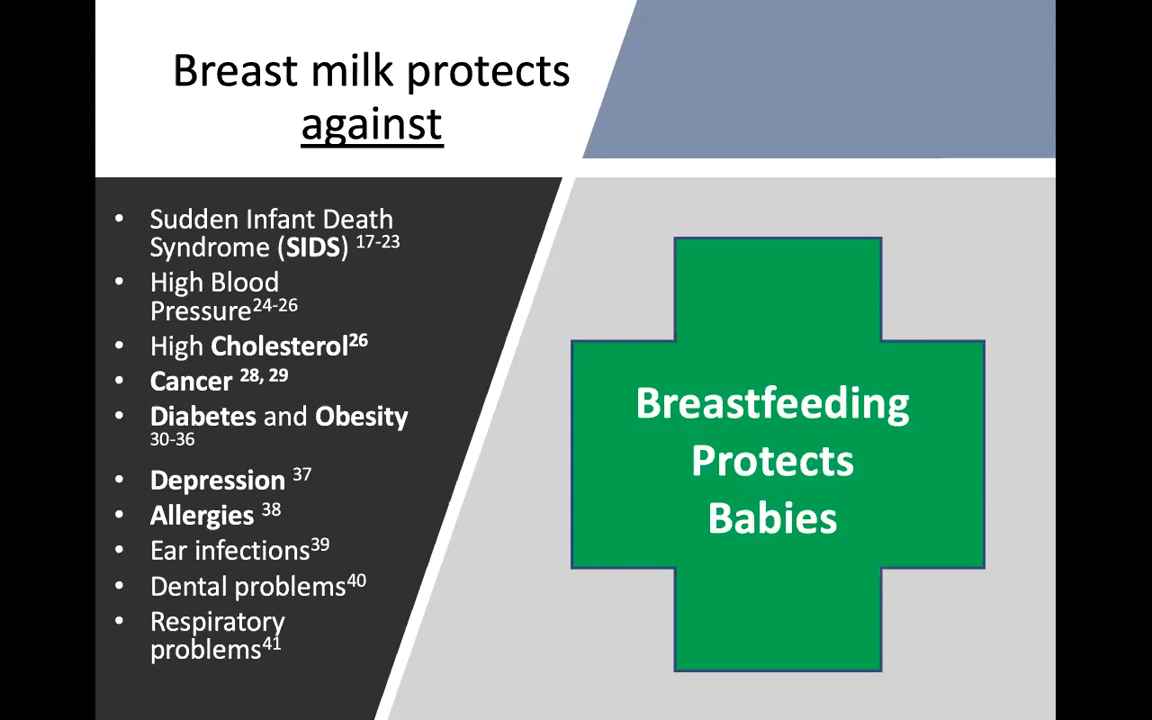 Breast milk protects
against
• Sudden Infant Death
Syndrome (SIDS) 17-23
• High Blood
Pressure24-26
• High Cholesterol26
• Cancer 28, 29
• Diabetes and Obesity
30-36
• Depression 37
• Allergies 38
• Ear infections39
• Dental problems40
• Respiratory
problems41
Breastfeeding
Protects
Babies